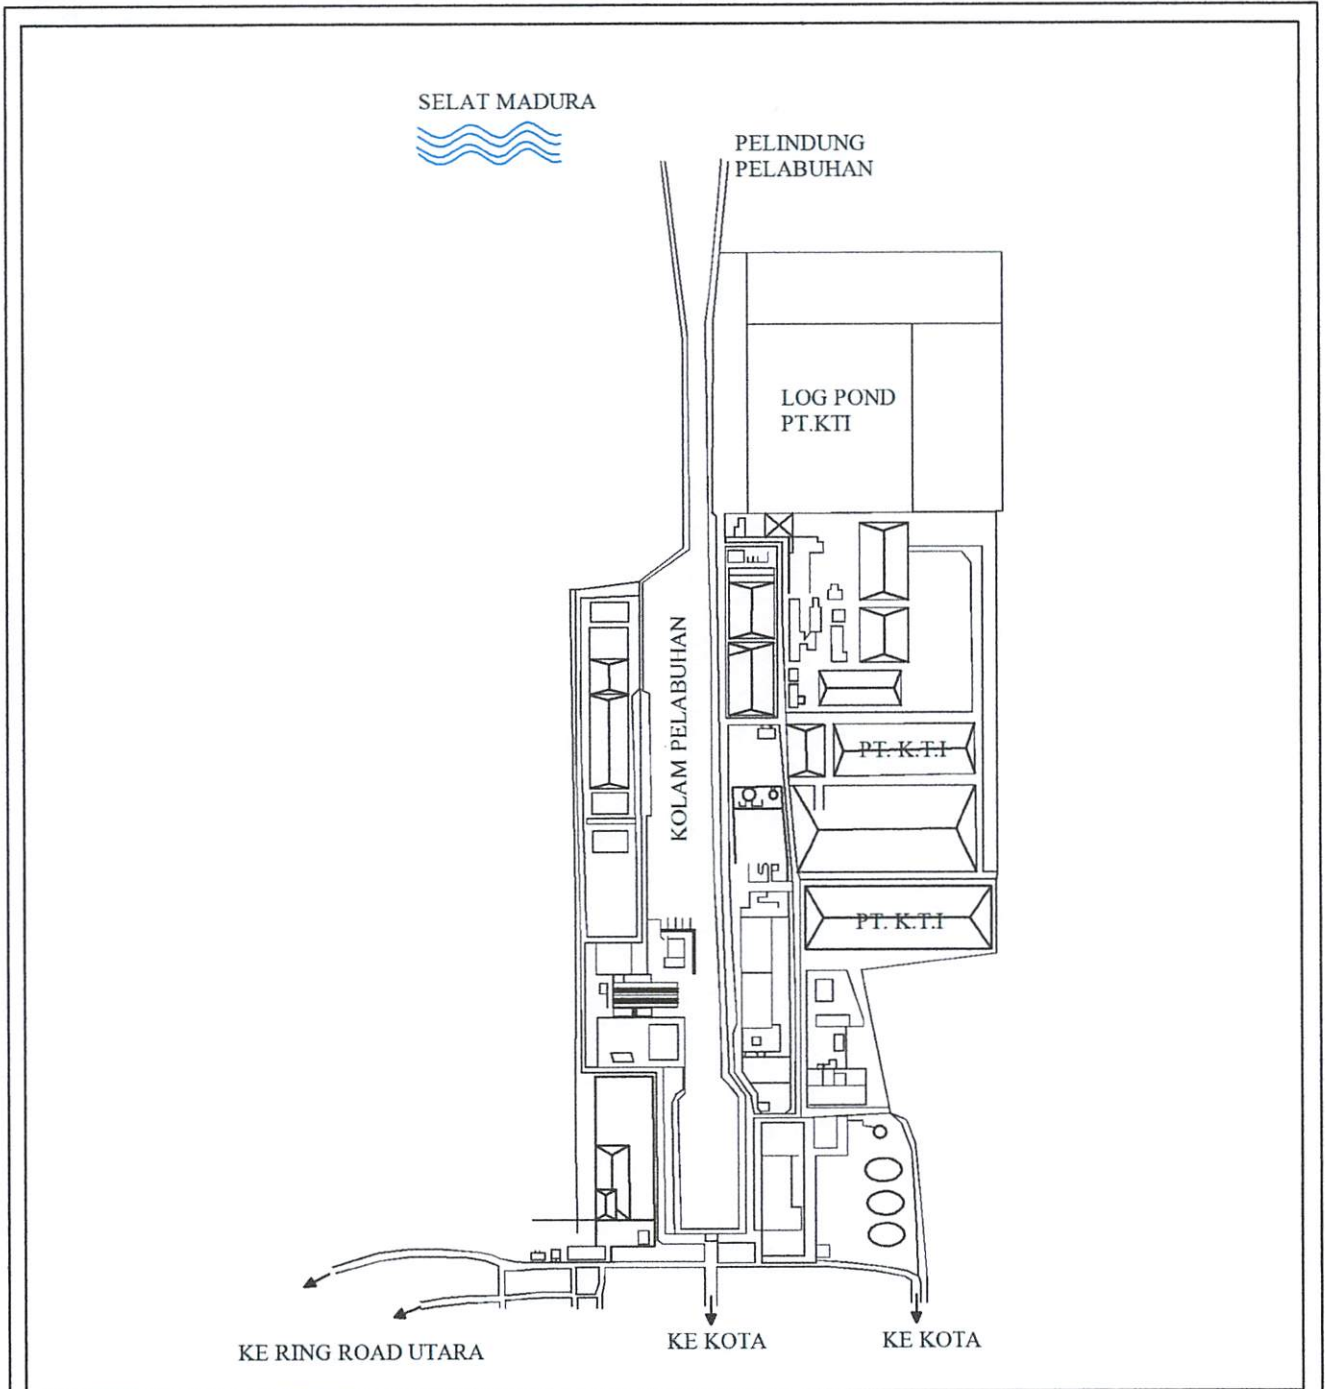 SELAT MADURA
PELINDUNG
PELABUHAN
LOG POND
PT.KTI
KOLAM PELABUHAN
PT. K.T.I
PT. K.T.I
KE RING ROAD UTARA
KE KOTA
KE KOTA